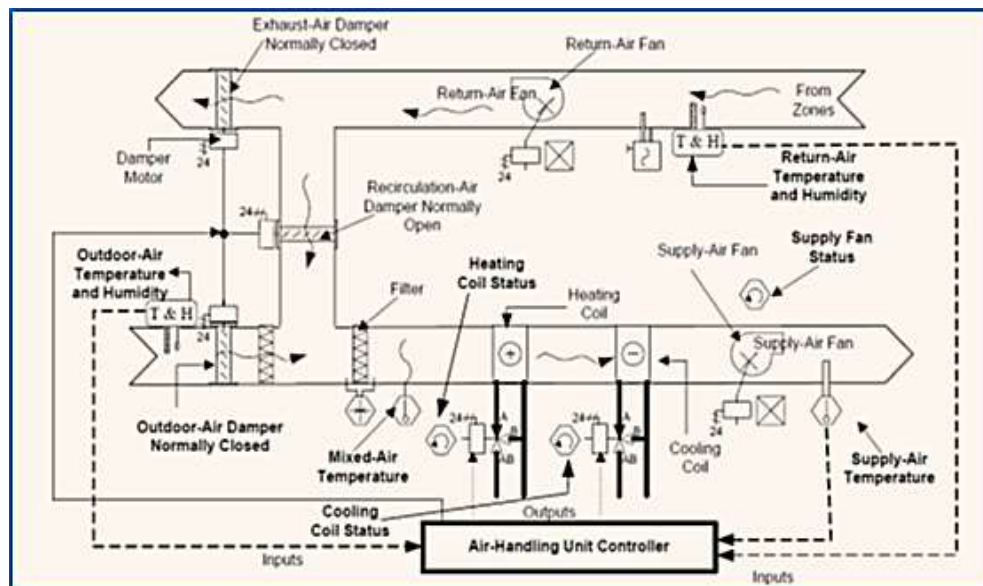 Exhaust-Air Damper
Normally Closed
Return-Air Fan
Return-Air Fan
From
Zones
T & H
24
Damper
Motor
24
Return-Air
Temperature
and Humidity
Recirculation-Air
Damper Normally
Open
24
Outdoor-Air
Temperature
and Humidity
T & H
24
Heating
Coil Status
Filter
Heating
Coil
Supply-Air Fan
Supply Fan
Status
+
−
Supply-Air Fan
Outdoor-Air Damper
Normally Closed
Mixed-Air
Temperature
24
A
B
AB
24
A
B
AB
24
Cooling
Coil
Supply-Air
Temperature
Cooling
Coil Status
Outputs
Air-Handling Unit Controller
Inputs
Inputs